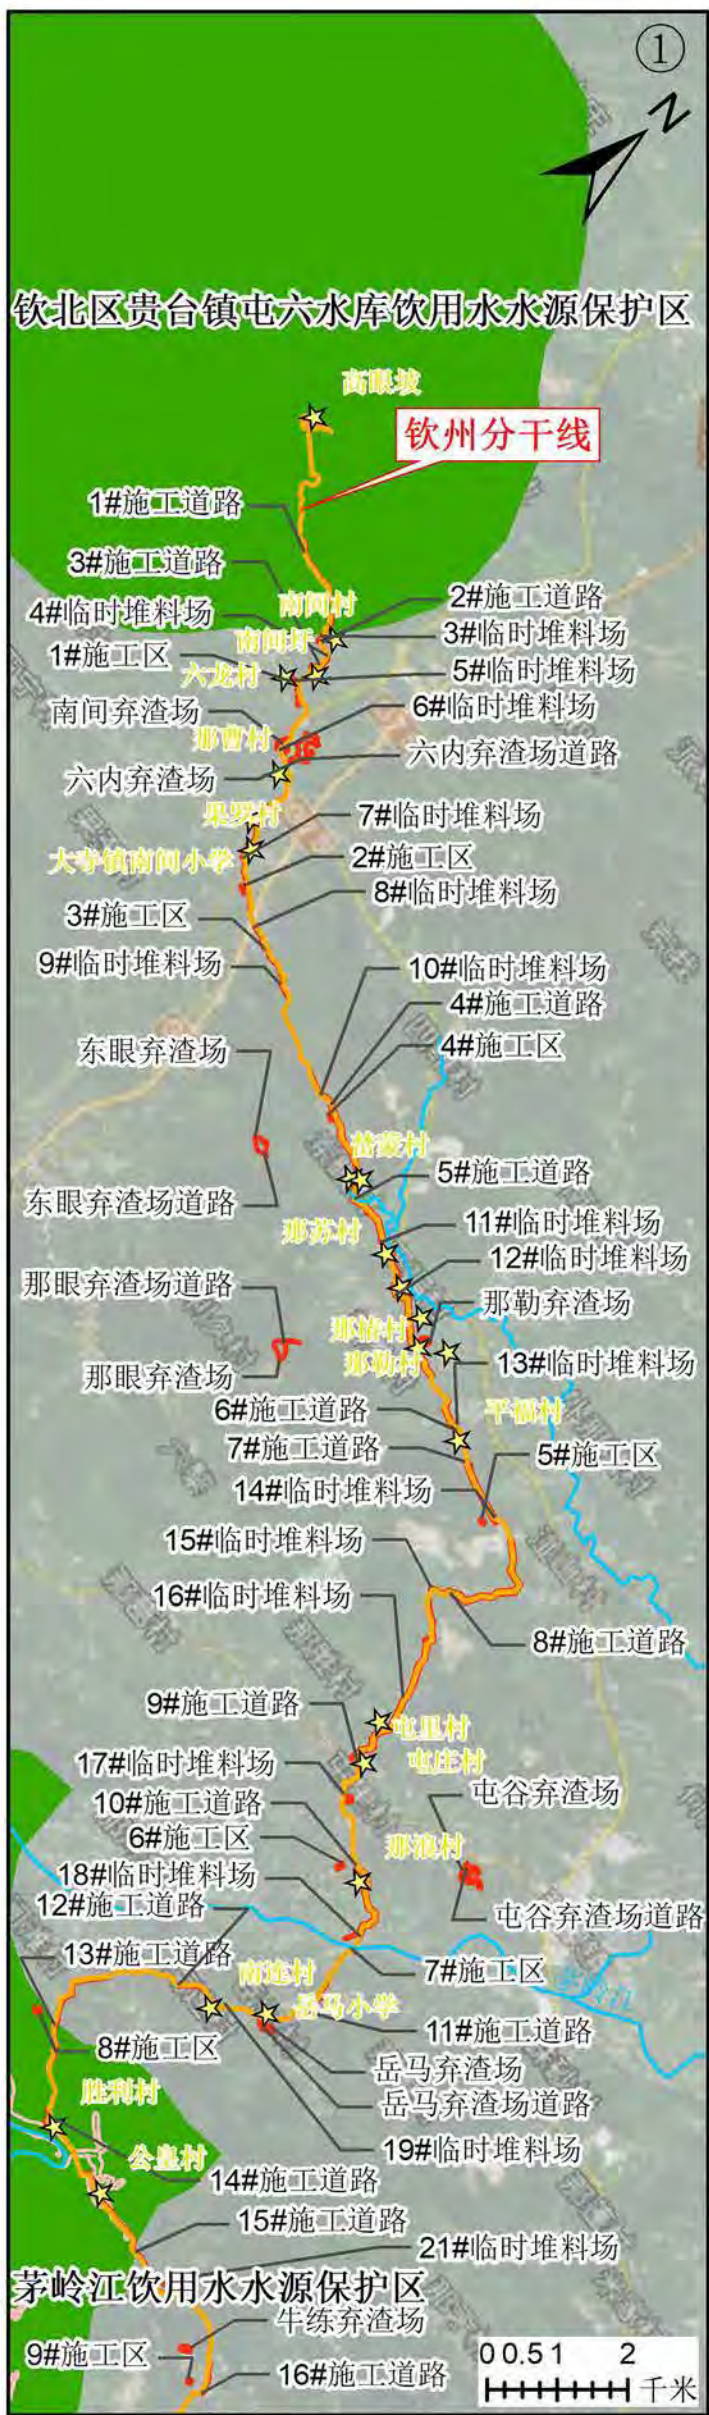 ①
N
钦北区贵台镇屯六水库饮用水水源保护区
高眼坡
钦州分干线
1#施工道路
3#施工道路
南间村
2#施工道路
4#临时堆料场
南间圩
3#临时堆料场
1#施工区
六龙村
5#临时堆料场
南间弃渣场
6#临时堆料场
那曹村
六内弃渣场道路
六内弃渣场
果罗村
7#临时堆料场
大寺镇南间小学
2#施工区
8#临时堆料场
3#施工区
9#临时堆料场
10#临时堆料场
4#施工道路
4#施工区
东眼弃渣场
岜蒙村
5#施工道路
东眼弃渣场道路
11#临时堆料场
那苏村
12#临时堆料场
那眼弃渣场道路
那勒弃渣场
那桔村
那勒村
13#临时堆料场
那眼弃渣场
6#施工道路
平福村
7#施工道路
5#施工区
14#临时堆料场
15#临时堆料场
16#临时堆料场
8#施工道路
9#施工道路
屯里村
17#临时堆料场
屯庄村
10#施工道路
屯谷弃渣场
6#施工区
那浪村
18#临时堆料场
12#施工道路
屯谷弃渣场道路
13#施工道路
7#施工区
南连村
岳马小学
11#施工道路
8#施工区
岳马弃渣场
胜利村
岳马弃渣场道路
19#临时堆料场
公皇村
14#施工道路
15#施工道路
21#临时堆料场
茅岭江饮用水水源保护区
牛练弃渣场
9#施工区
16#施工道路
0 0.5 1 2
千米